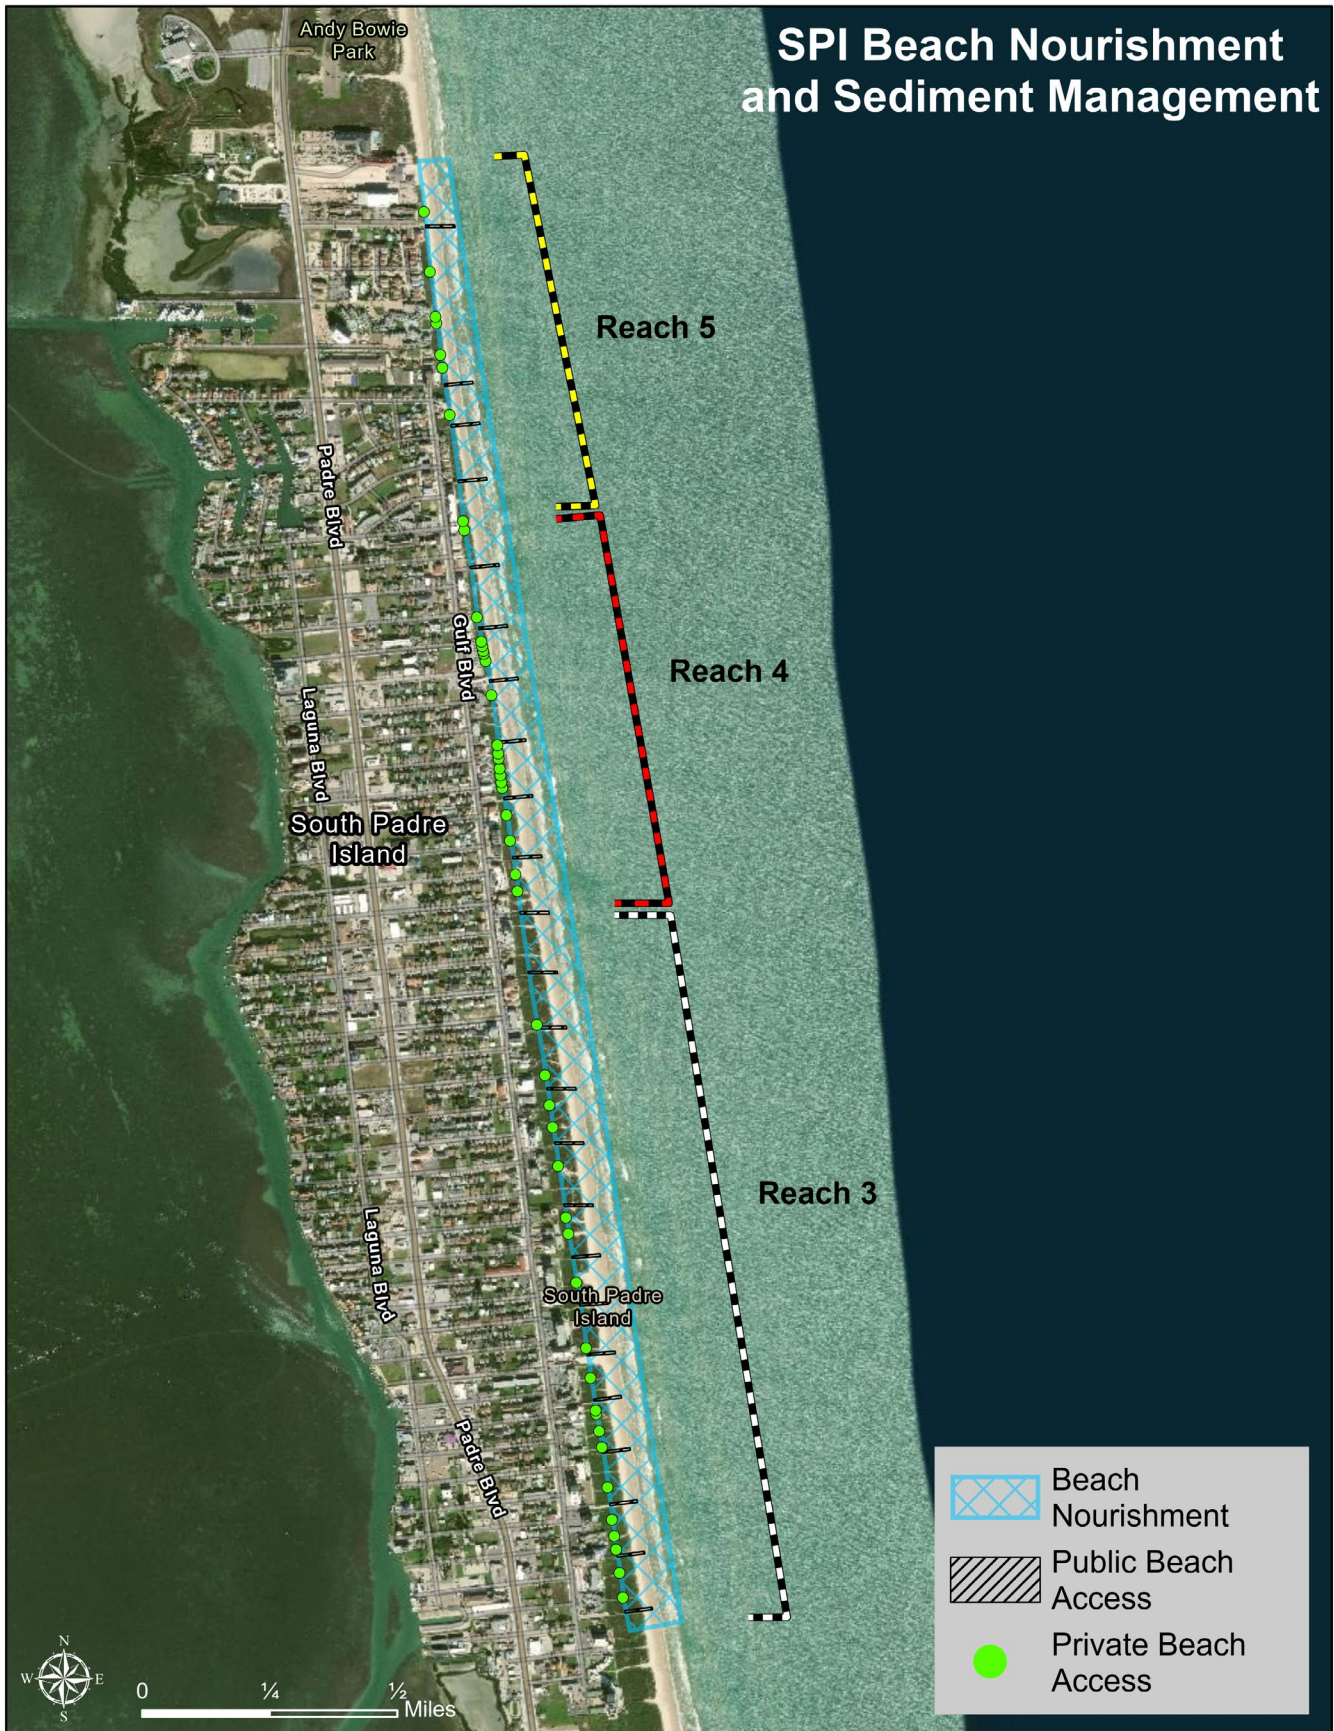 SPI Beach Nourishment
and Sediment Management
Andy Bowie
Park
Reach 5
Padre Blvd
Gulf Blvd
Reach 4
Laguna Blvd
South Padre
Island
Reach 3
Laguna Blvd
South Padre
Island
Padre Blvd
Beach
Nourishment
Public Beach
Access
Private Beach
Access
N
W
E
S
0
¼
½
Miles